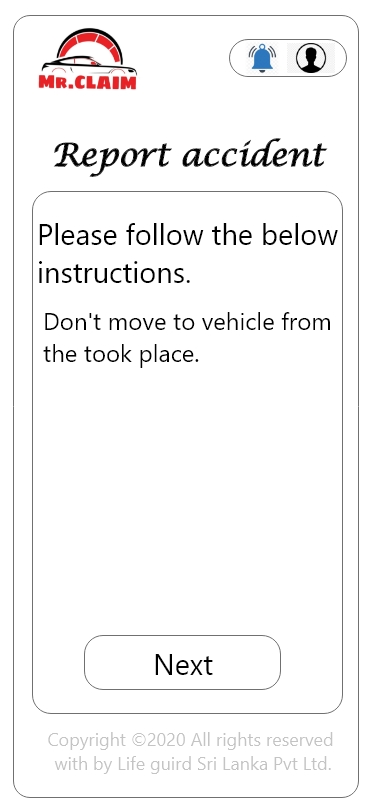 MR.CLAIM
Report accident
Please follow the below
instructions.
Don't move to vehicle from
the took place.
Next
Copyright ©2020 All rights reserved
with by Life guird Sri Lanka Pvt Ltd.